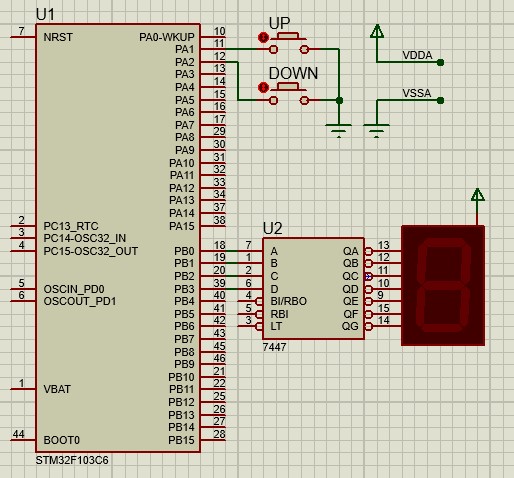 U1
7 NRST PA0-WKUP 10
PA1 11
PA2 12
PA3 13
PA4 14
PA5 15
PA6 16
PA7 17
PA8 29
PA9 30
PA10 31
PA11 32
PA12 33
PA13 34
PA14 37
PA15 38
2 PC13_RTC
3 PC14-OSC32_IN
4 PC15-OSC32_OUT
PB0 18
PB1 19
PB2 20
5 OSCIN_PD0 PB3 39
6 OSCOUT_PD1 PB4 40
PB5 41
PB6 42
PB7 43
PB8 45
PB9 46
PB10 21
1 VBAT PB11 22
PB12 25
PB13 26
PB14 27
44 BOOT0 PB15 28
STM32F103C6
UP
DOWN
VDDA
VSSA
U2
7 A QA 13
1 B QB 12
2 C QC 11
6 D QD 10
4 BI/RBO QE 9
5 RBI QF 15
3 LT QG 14
7447